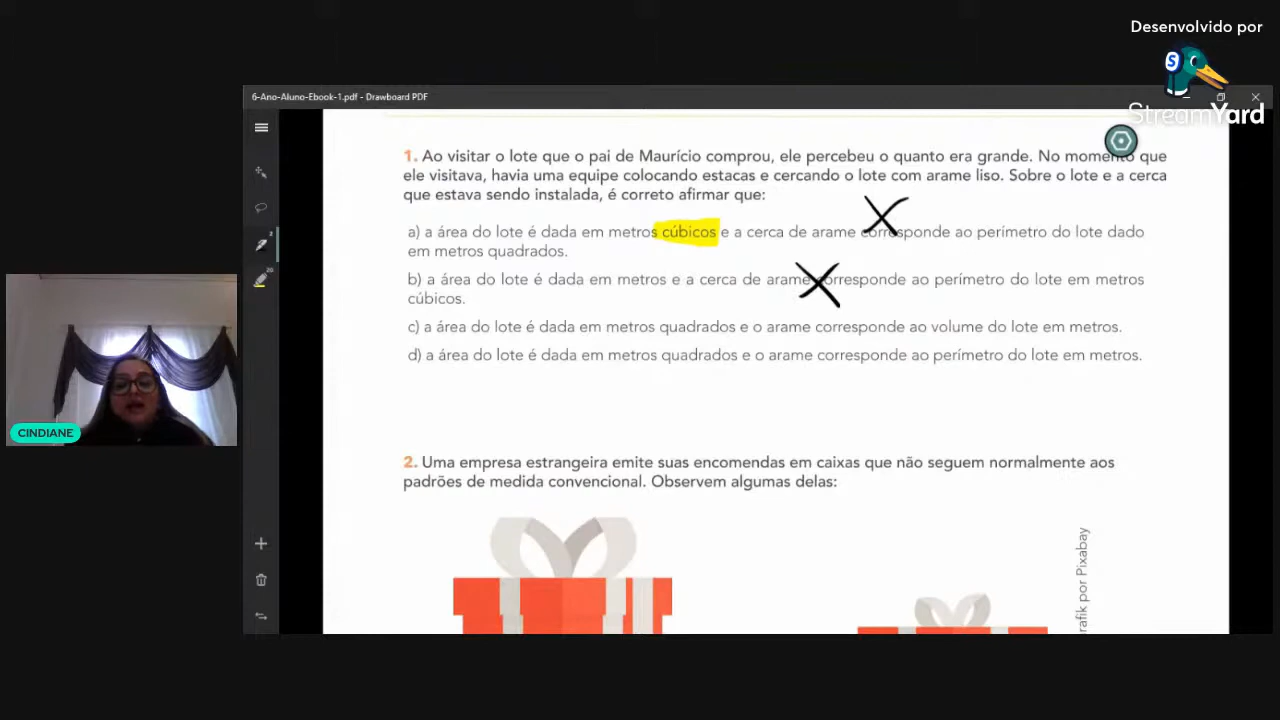 Desenvolvido por
S
StreamYard
6-Ano-Aluno-Ebook-1.pdf - Drawboard PDF
1. Ao visitar o lote que o pai de Maurício comprou, ele percebeu o quanto era grande. No momento que
ele visitava, havia uma equipe colocando estacas e cercando o lote com arame liso. Sobre o lote e a cerca
que estava sendo instalada, é correto afirmar que:
a) a área do lote é dada em metros cúbicos e a cerca de arame corresponde ao perímetro do lote dado
em metros quadrados.
b) a área do lote é dada em metros e a cerca de arame corresponde ao perímetro do lote em metros
cúbicos.
c) a área do lote é dada em metros quadrados e o arame corresponde ao volume do lote em metros.
d) a área do lote é dada em metros quadrados e o arame corresponde ao perímetro do lote em metros.
CINDIANE
2. Uma empresa estrangeira emite suas encomendas em caixas que não seguem normalmente aos
padrões de medida convencional. Observem algumas delas:
rafik por Pixabay